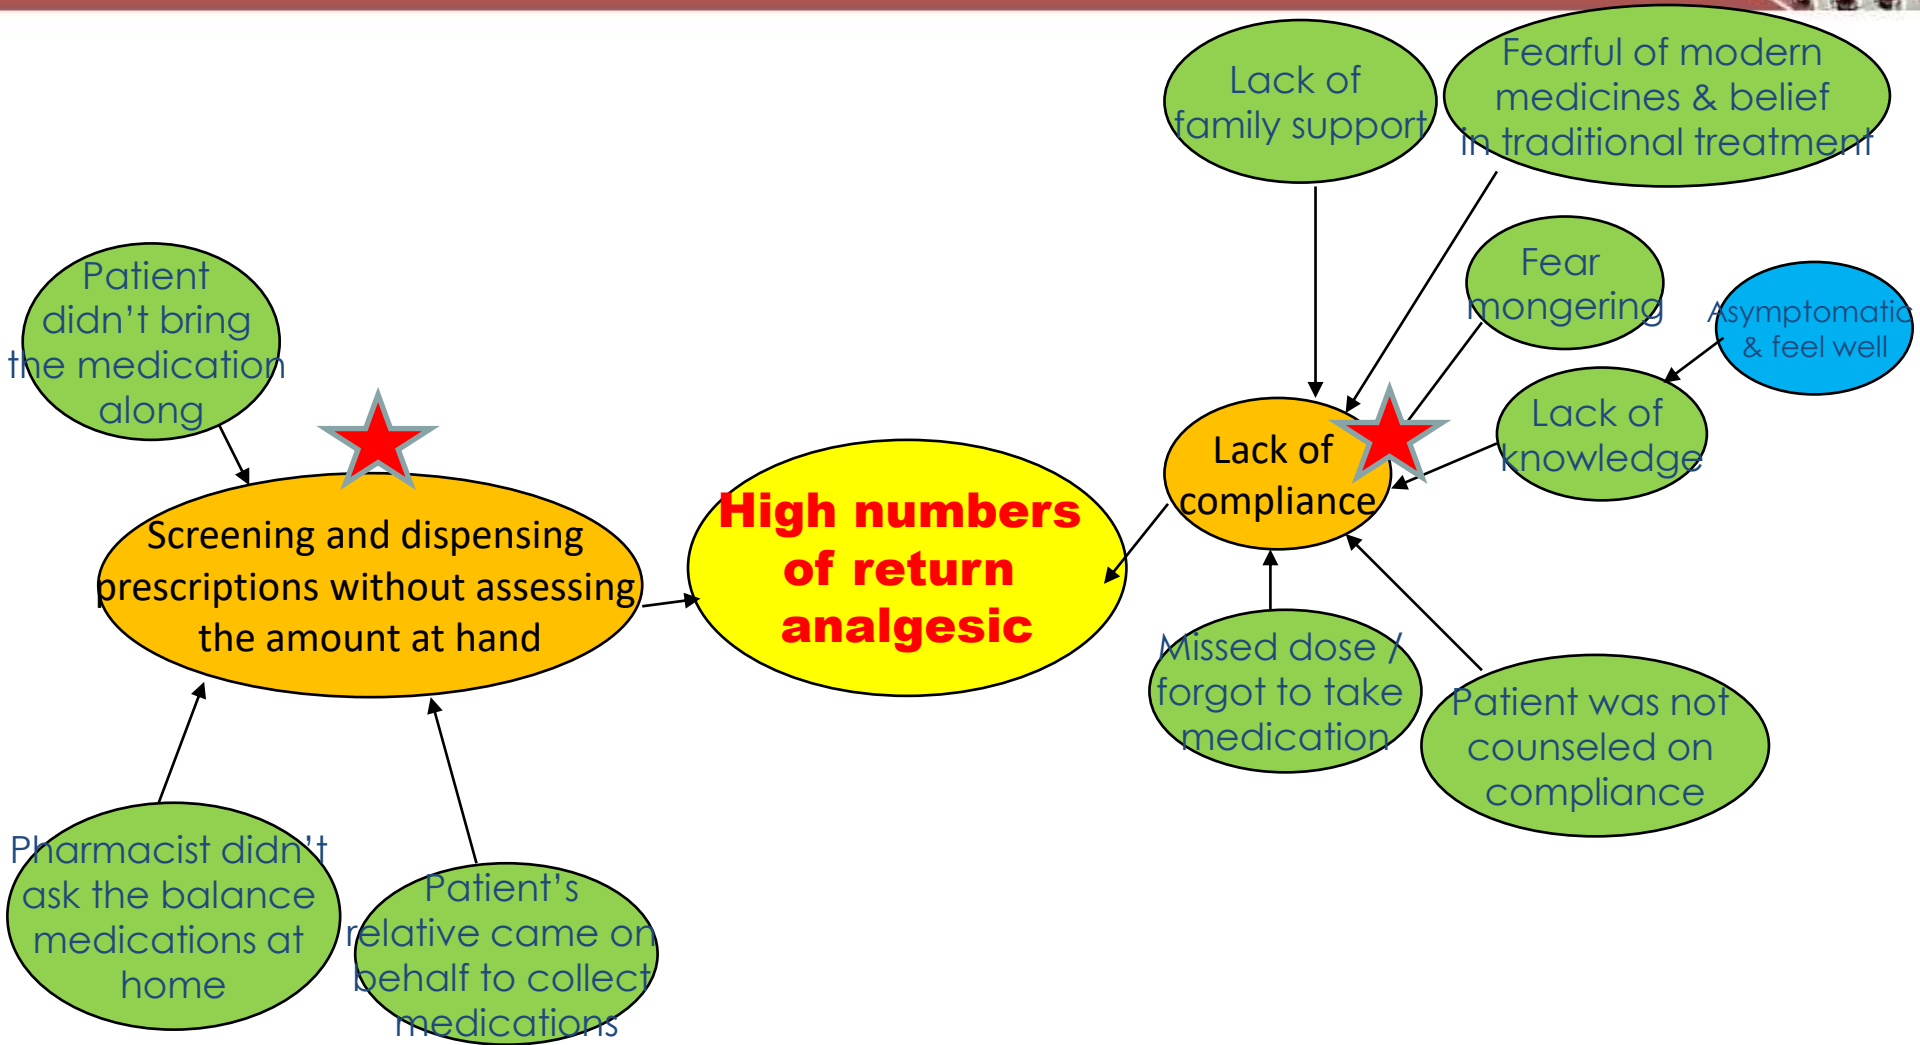 Lack of
family support
Fearful of modern
medicines & belief
in traditional treatment
Patient
didn't bring
the medication
along
Fear
mongering
Asymptomatic
& feel well
Lack of
knowledge
Lack of
compliance
Screening and dispensing
prescriptions without assessing
the amount at hand
High numbers
of return
analgesic
Missed dose /
forgot to take
medication
Patient was not
counseled on
compliance
Pharmacist didn't
ask the balance
medications at
home
Patient's
relative came on
behalf to collect
medications